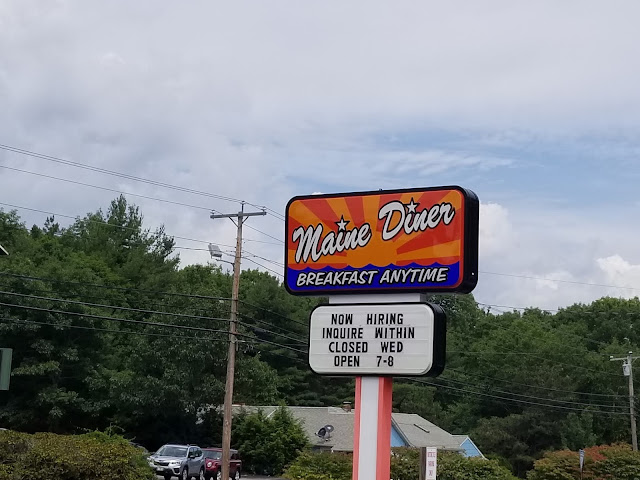 Maine Diner
BREAKFAST ANYTIME
NOW HIRING
INQUIRE WITHIN
CLOSED WED
OPEN 7-8